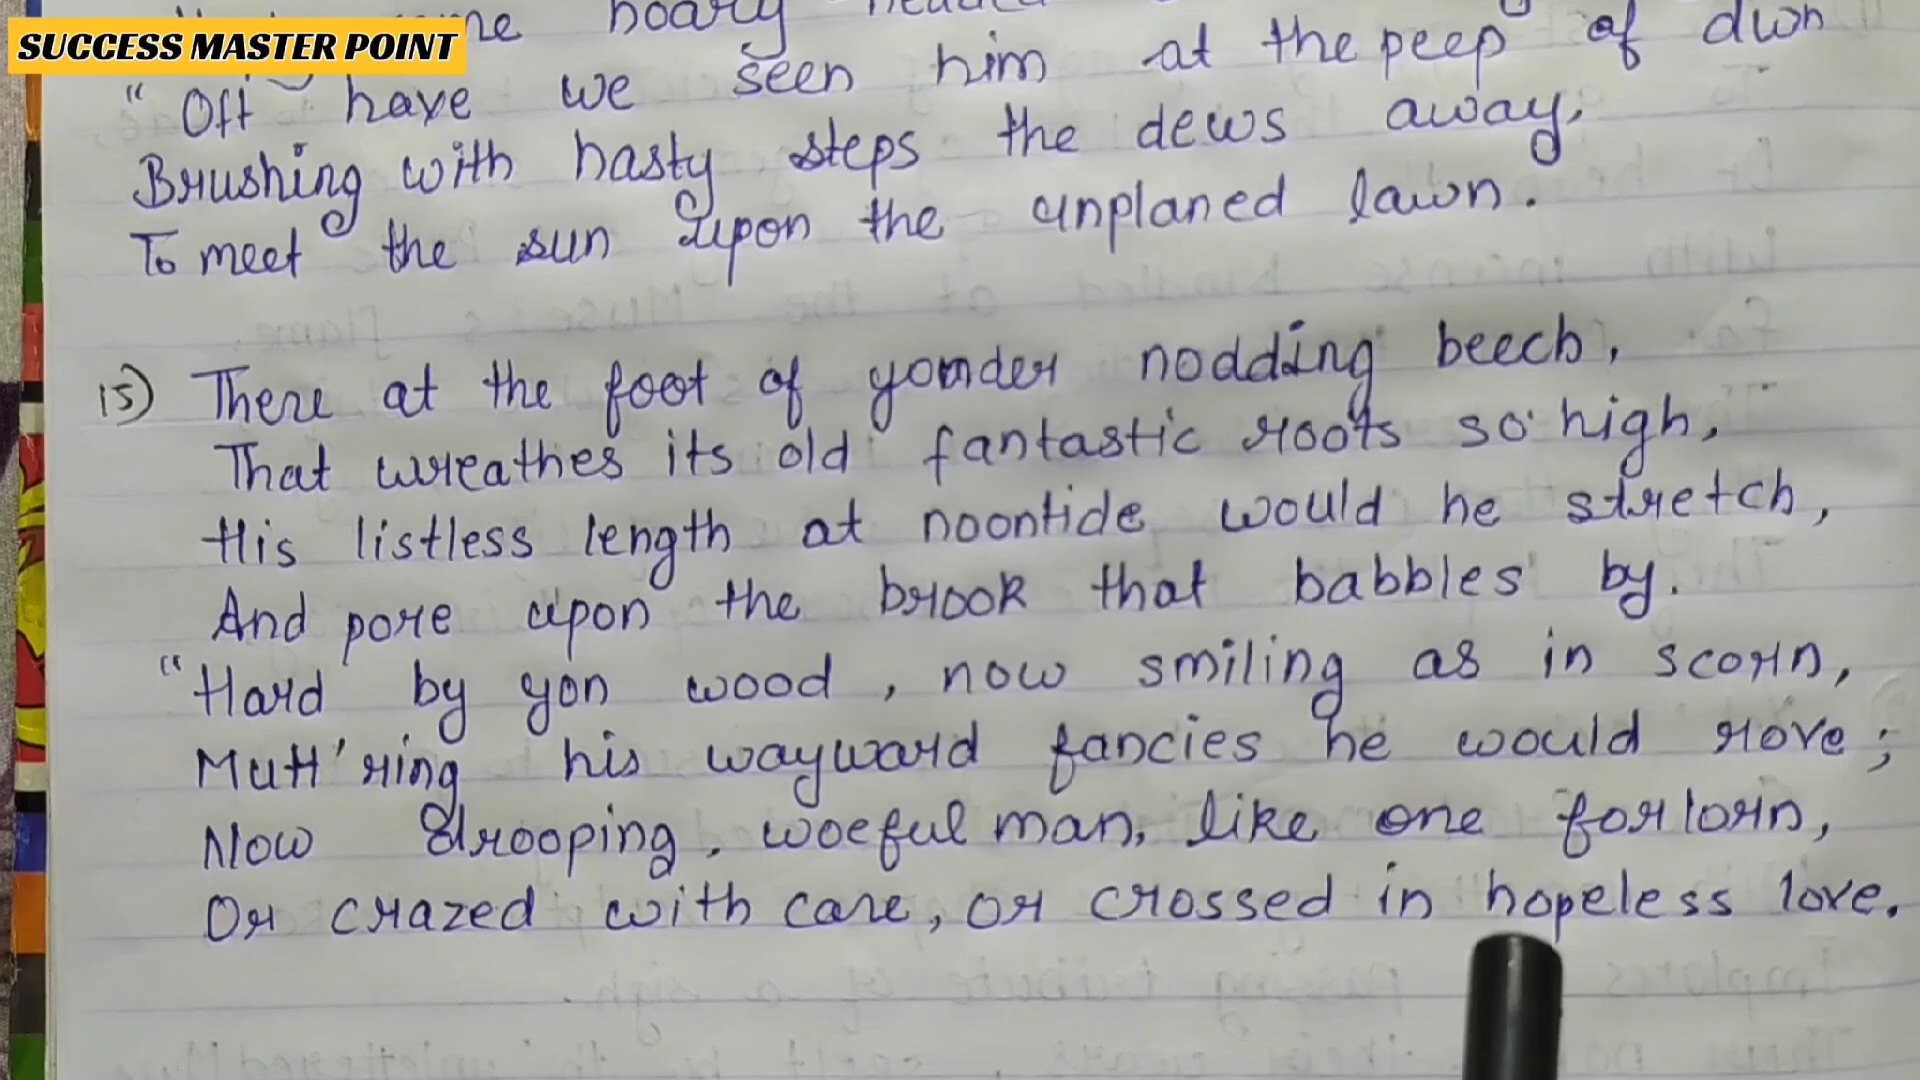 SUCCESS MASTER POINT
hoary headed
" Oft have we seen him at the peep of dwn
Brushing with hasty steps the dews away,
To meet the sun upon the unplaned lawn.
15) There at the foot of yonder nodding beech,
That wreathes its old fantastic roots so high,
His listless length at noontide would he stretch,
And pore upon the brook that babbles by.
"Hard by yon wood, now smiling as in scorn,
Mutt'ring his wayward fancies he would rove;
Now drooping, woeful man, like one forlorn,
Or crazed with care, or crossed in hopeless love.